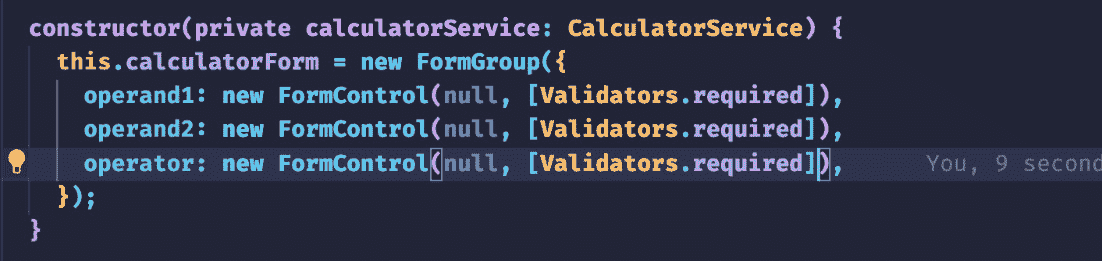 constructor(private calculatorService: CalculatorService) {
this.calculatorForm = new FormGroup({
operand1: new FormControl(null, [Validators.required]),
operand2: new FormControl(null, [Validators.required]),
operator: new FormControl(null, [Validators.required]), You, 9 second
});
}